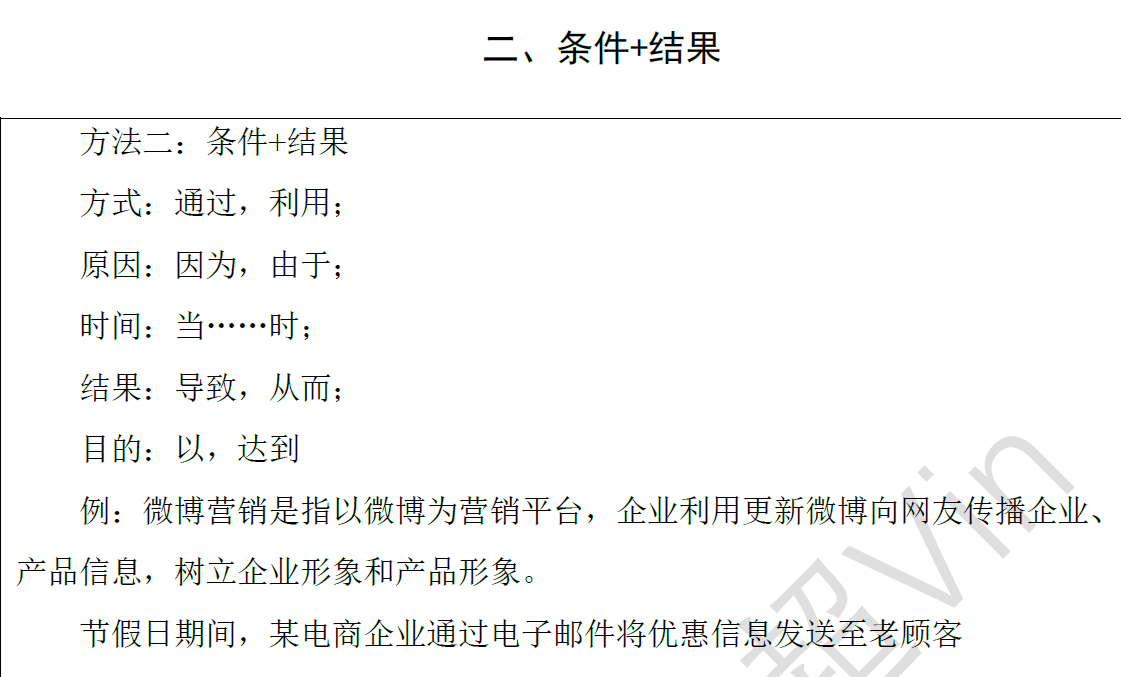 二、条件+结果
方法二：条件+结果
方式：通过，利用；
原因：因为，由于；
时间：当……时；
结果：导致，从而；
目的：以，达到
例：微博营销是指以微博为营销平台，企业利用更新微博向网友传播企业、
产品信息，树立企业形象和产品形象。
节假日期间，某电商企业通过电子邮件将优惠信息发送至老顾客
超Vin